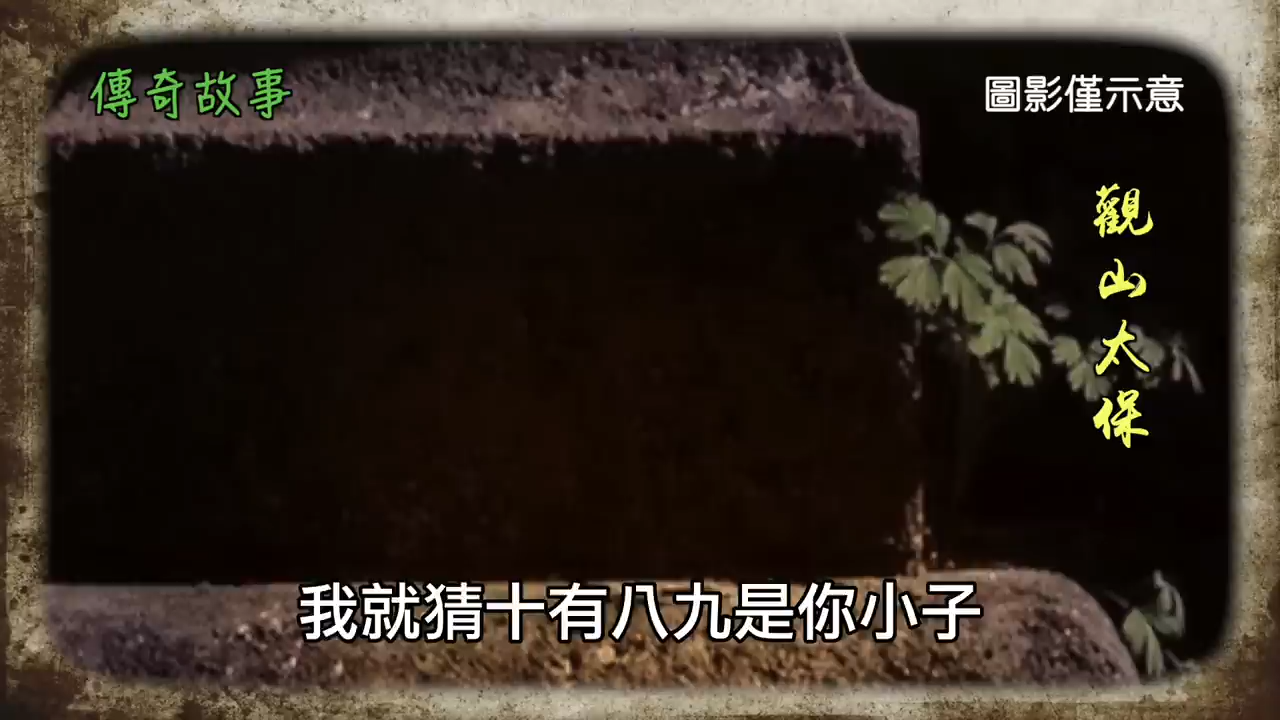 傳奇故事
圖影僅示意
觀山太保
我就猜十有八九是你小子